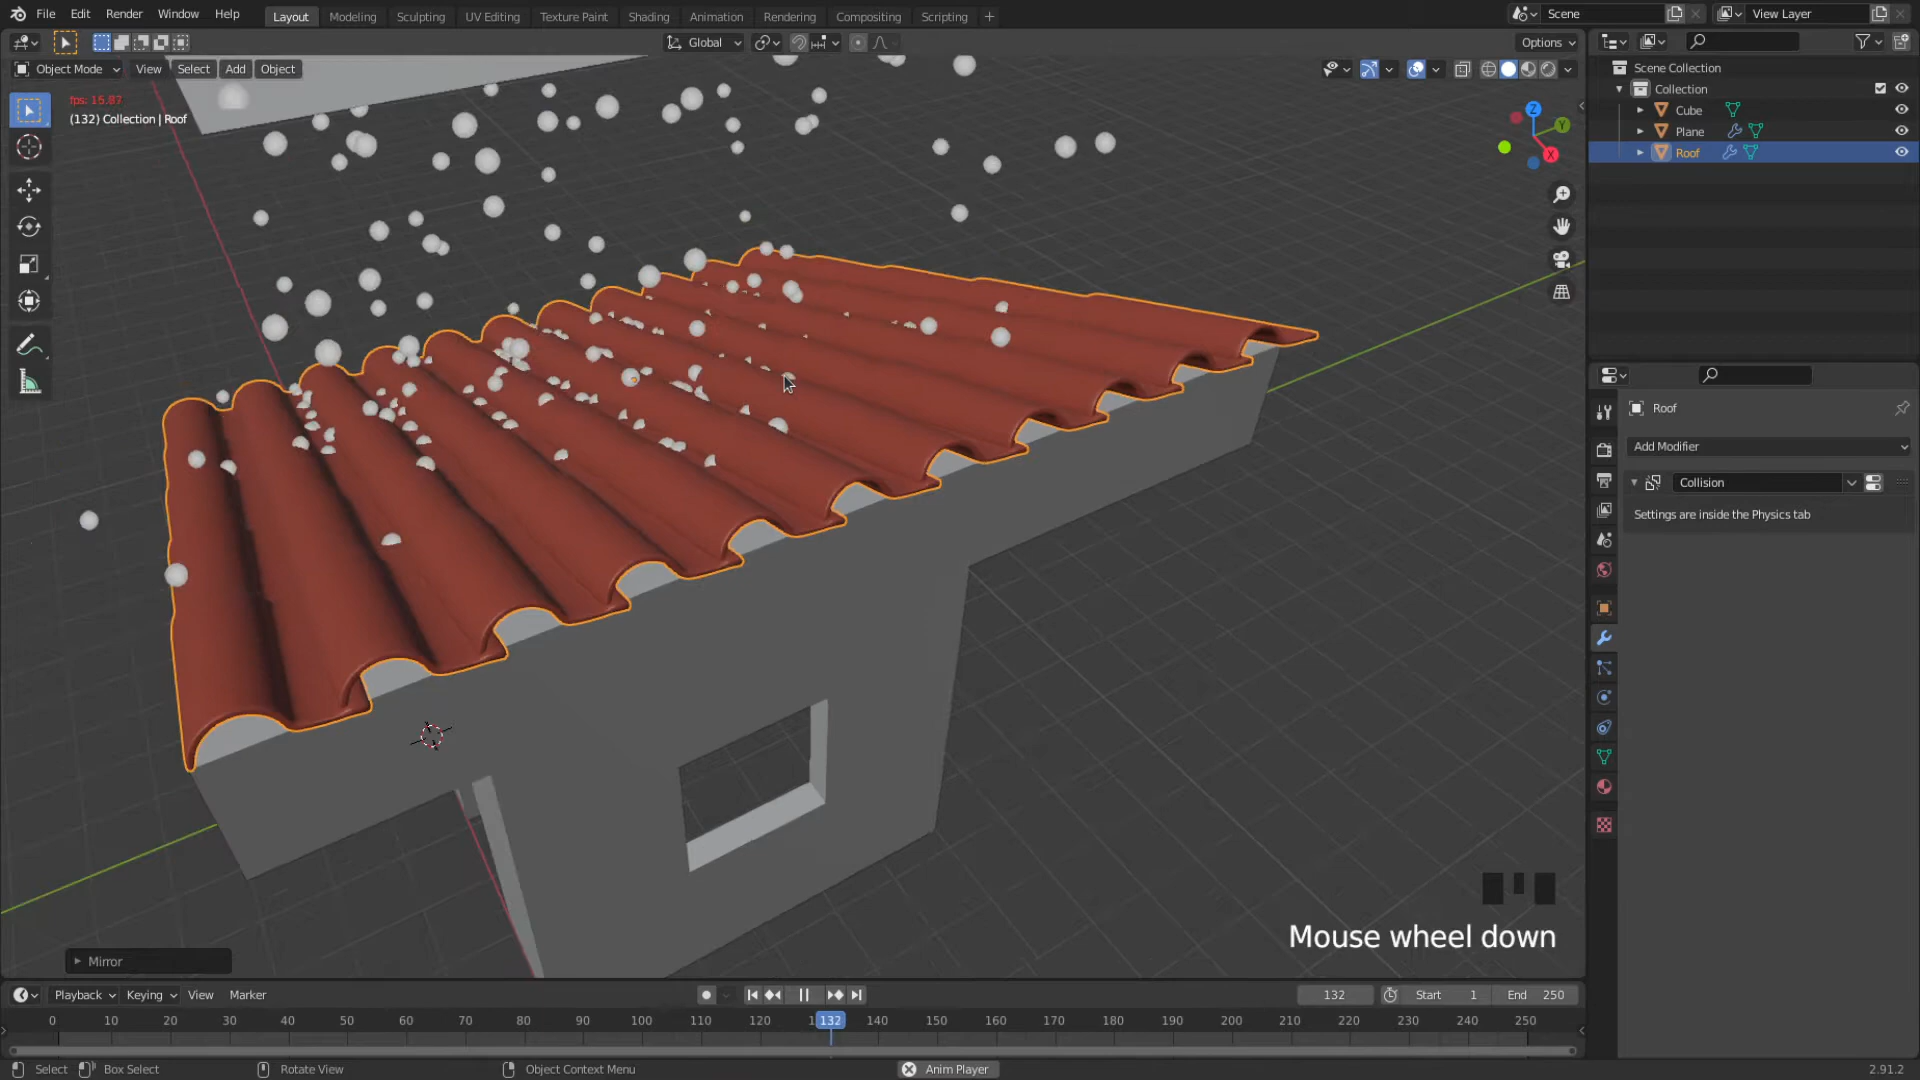 File Edit Render Window Help Layout Modeling Sculpting UV Editing Texture Paint Shading Animation Rendering Compositing Scripting Scene View Layer
Global Options
Object Mode View Select Add Object
fps: 15.87
(132) Collection | Roof
Z
Y
X
Scene Collection
Collection
Cube
Plane
Roof
Roof
Add Modifier
Collision
Settings are inside the Physics tab
Mouse wheel down
Mirror
Playback Keying View Marker 132 Start 1 End 250
0 10 20 30 40 50 60 70 80 90 100 110 120 132 140 150 160 170 180 190 200 210 220 230 240 250
Select Box Select Rotate View Object Context Menu Anim Player 2.91.2